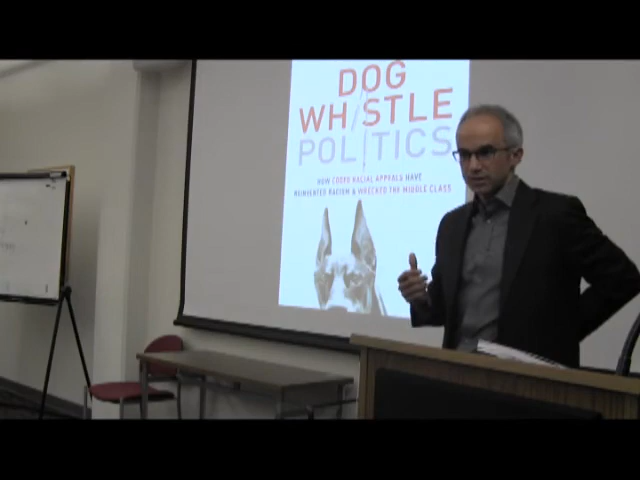 DOG
WHISTLE
POLITICS
HOW CODED RACIAL APPEALS HAVE
REINVENTED RACISM & WRECKED THE MIDDLE CLASS